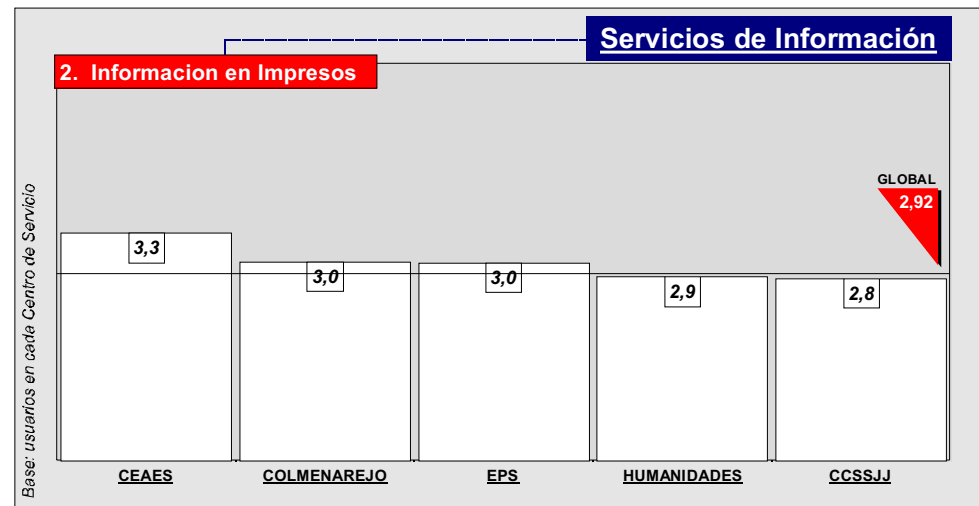 Servicios de Información
2. Informacion en Impresos
GLOBAL
2,92
3,3
3,0
3,0
2,9
2,8
Base: usuarios en cada Centro de Servicio
CEAES
COLMENAREJO
EPS
HUMANIDADES
CCSSJJ